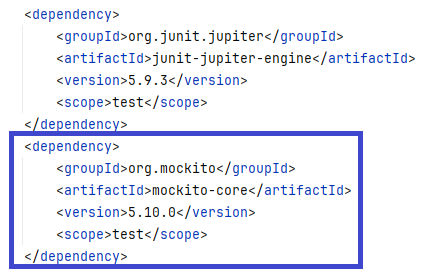 <dependency>
    <groupId>org.junit.jupiter</groupId>
    <artifactId>junit-jupiter-engine</artifactId>
    <version>5.9.3</version>
    <scope>test</scope>
</dependency>
<dependency>
    <groupId>org.mockito</groupId>
    <artifactId>mockito-core</artifactId>
    <version>5.10.0</version>
    <scope>test</scope>
</dependency>